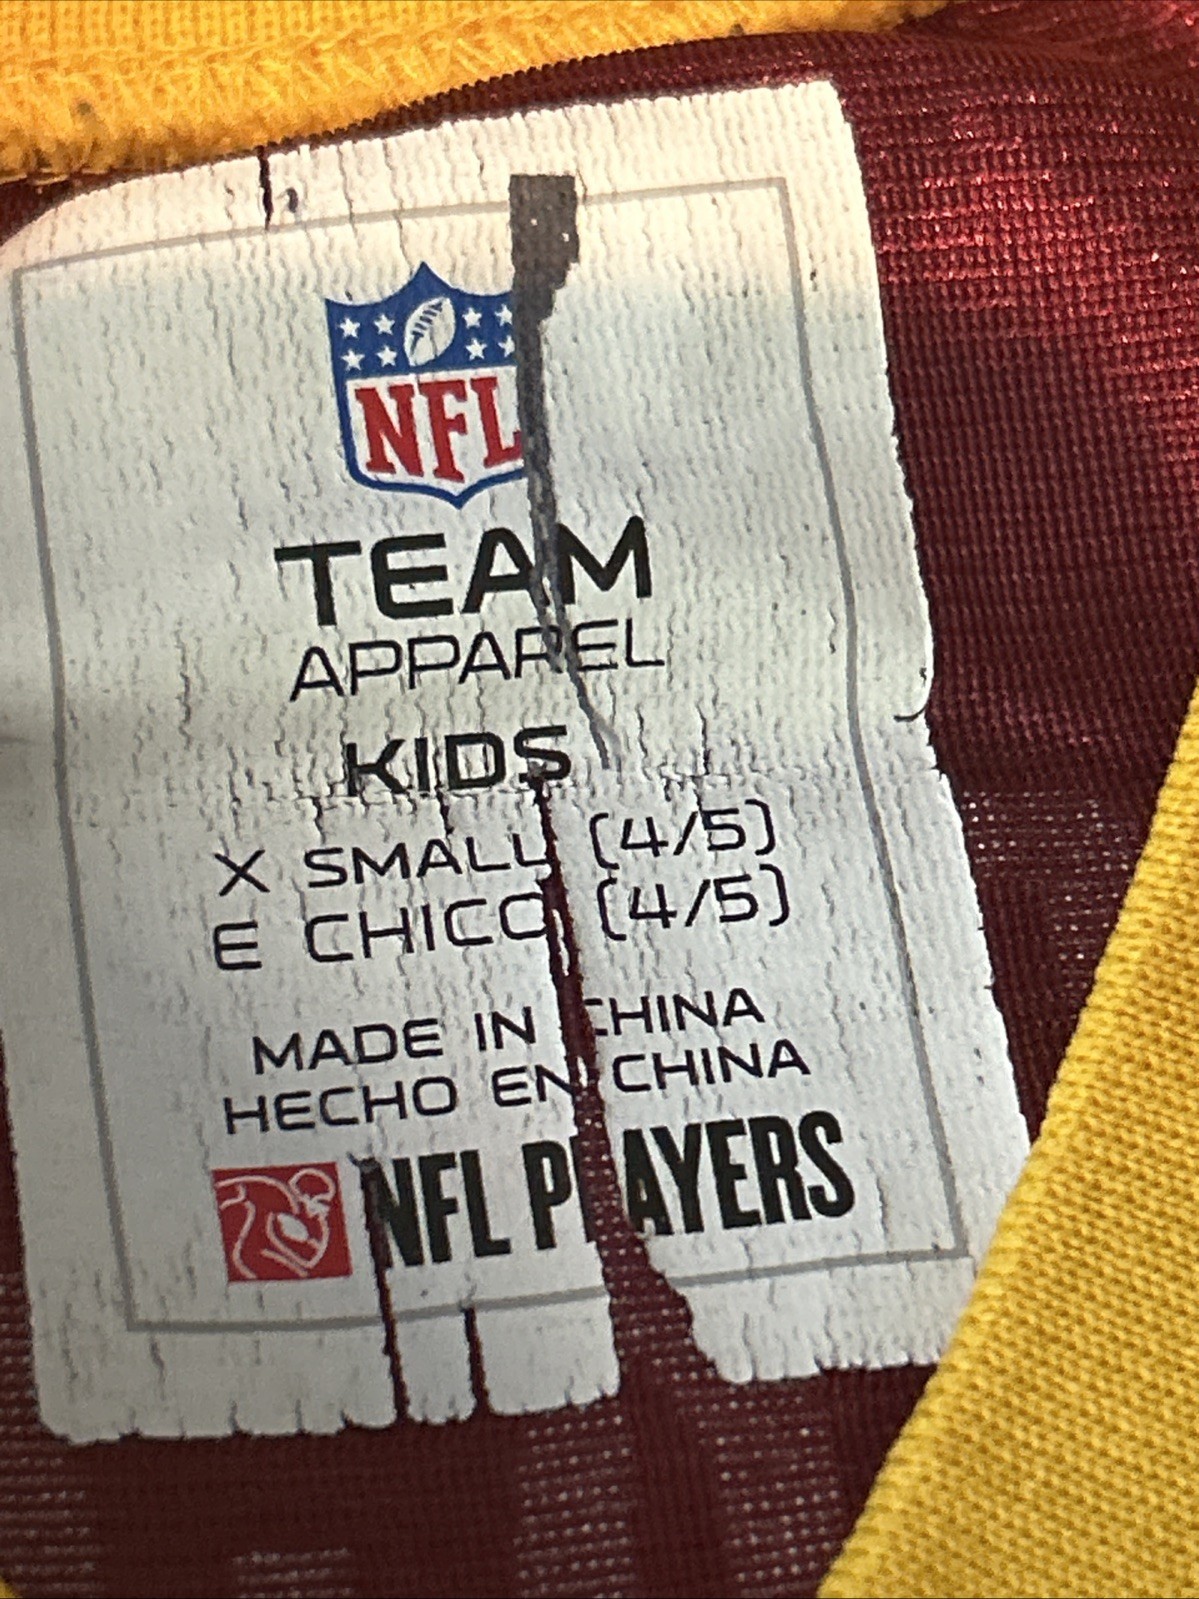 NFL
TEAM
APPAREL
KIDS
X SMALL (4/5)
E CHICO (4/5)
MADE IN CHINA
HECHO EN CHINA
NFL PLAYERS